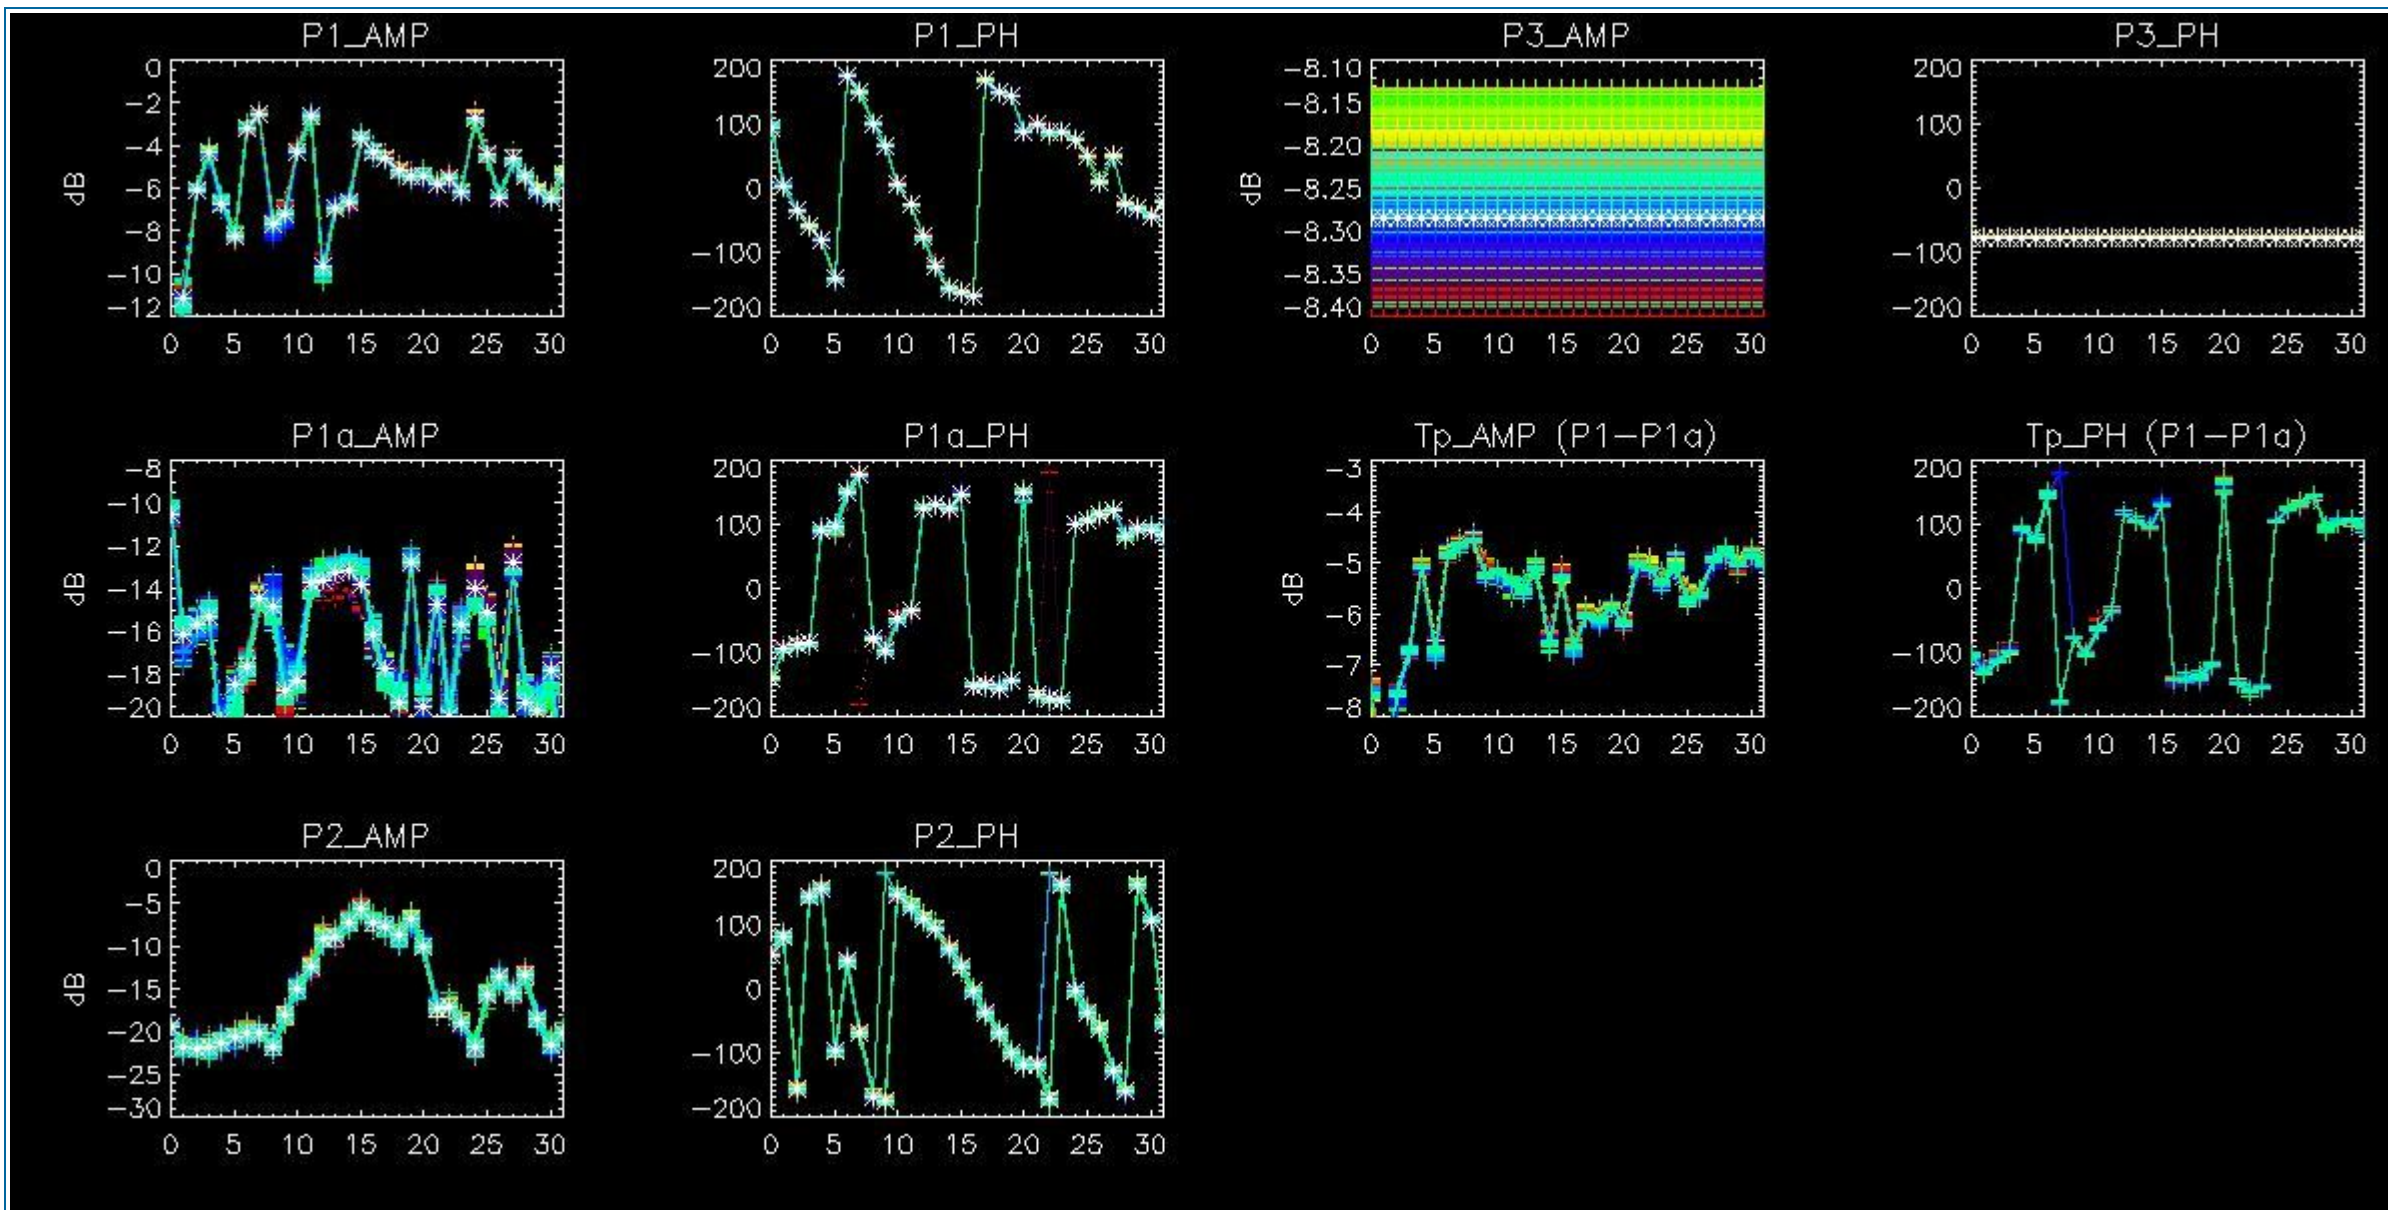 P1_AMP
0
−2
−4
−6
−8
−10
−12
dB
0 5 10 15 20 25 30
P1_PH
200
100
0
−100
−200
0 5 10 15 20 25 30
P3_AMP
−8.10
−8.15
−8.20
−8.25
−8.30
−8.35
−8.40
dB
0 5 10 15 20 25 30
P3_PH
200
100
0
−100
−200
0 5 10 15 20 25 30
P1a_AMP
−8
−10
−12
−14
−16
−18
−20
dB
0 5 10 15 20 25 30
P1a_PH
200
100
0
−100
−200
0 5 10 15 20 25 30
Tp_AMP (P1−P1a)
−3
−4
−5
−6
−7
−8
dB
0 5 10 15 20 25 30
Tp_PH (P1−P1a)
200
100
0
−100
−200
0 5 10 15 20 25 30
P2_AMP
0
−5
−10
−15
−20
−25
−30
dB
0 5 10 15 20 25 30
P2_PH
200
100
0
−100
−200
0 5 10 15 20 25 30